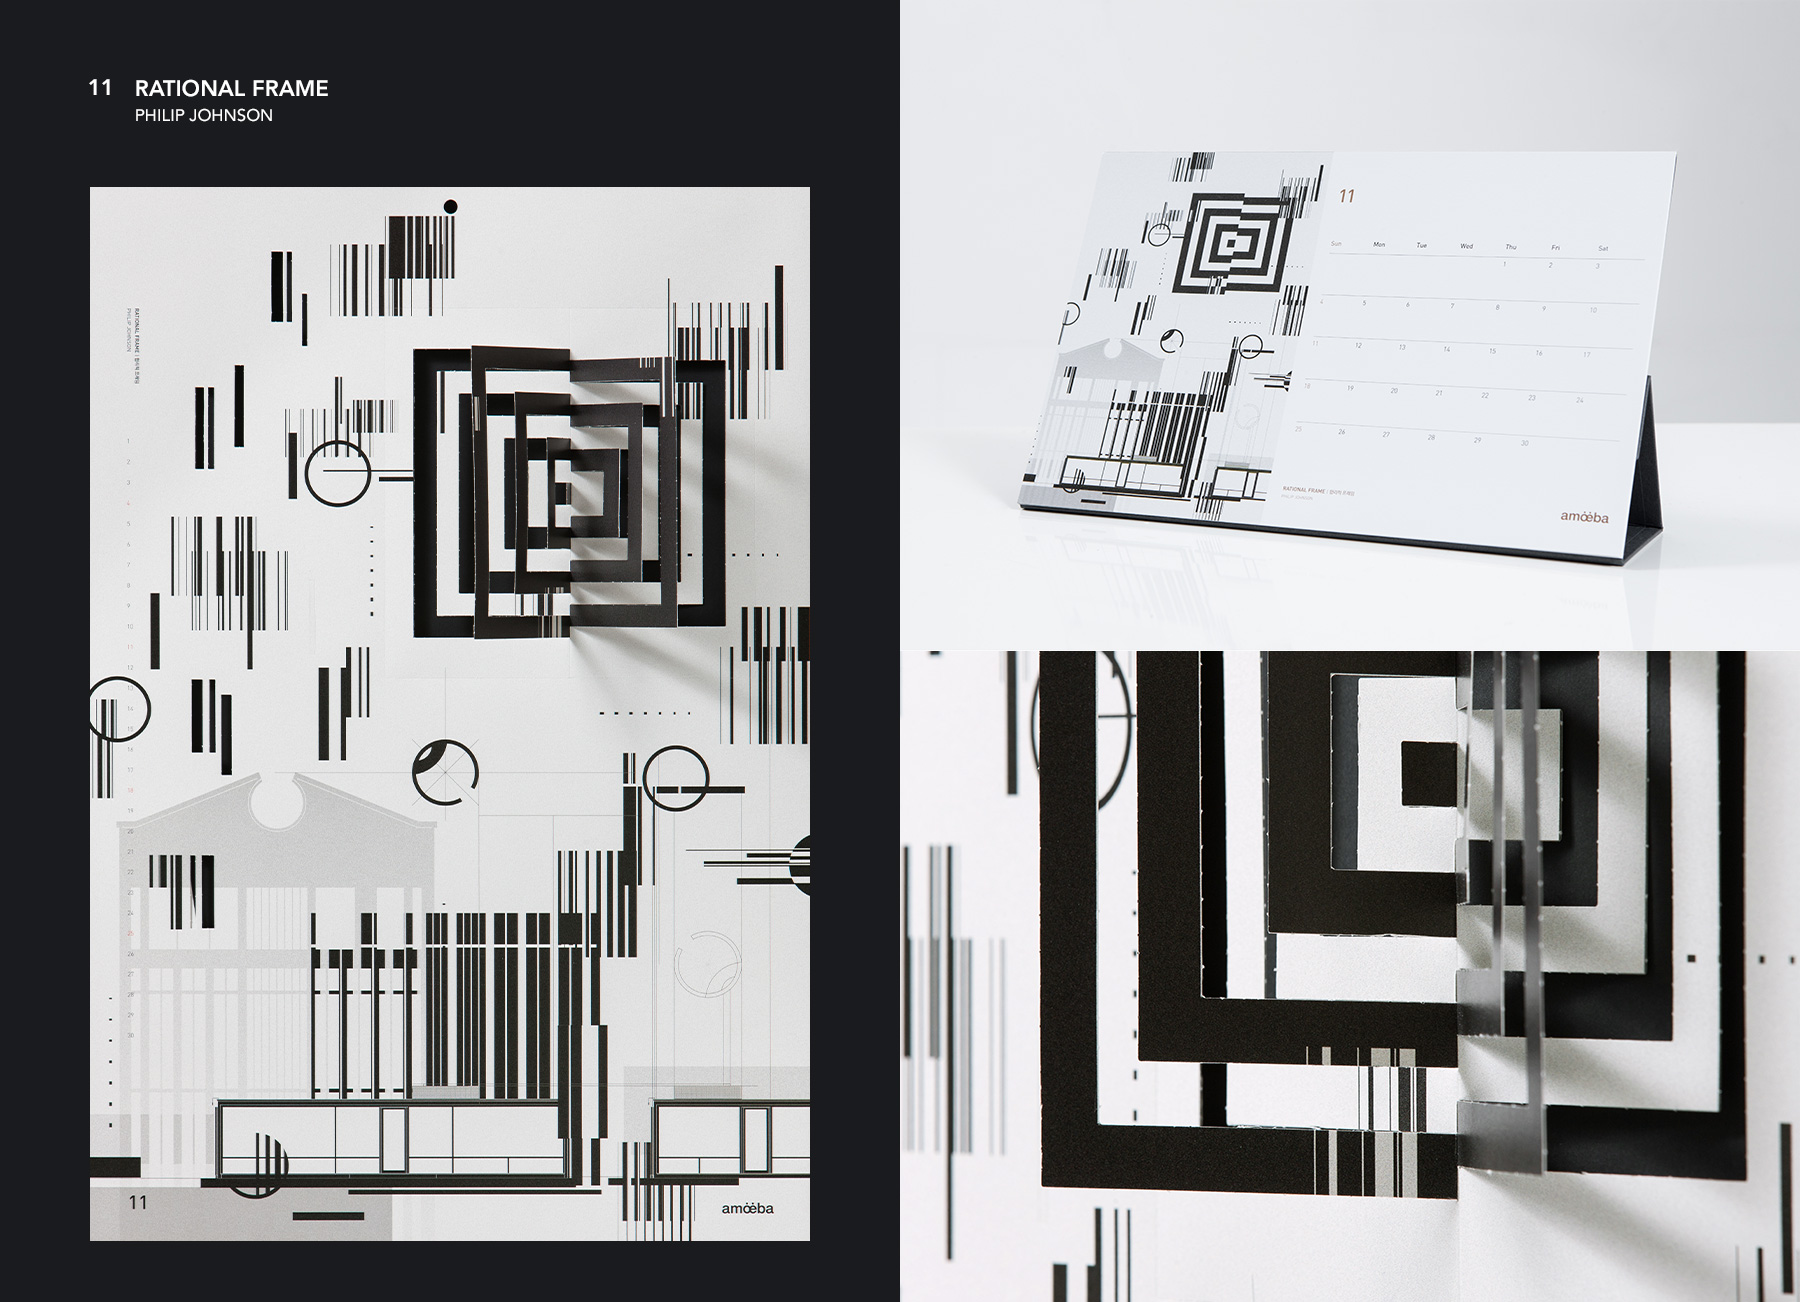 11 RATIONAL FRAME
PHILIP JOHNSON
RATIONAL FRAME
PHILIP JOHNSON
1
2
3
4
5
6
7
8
9
10
11
12
13
14
15
16
17
18
19
20
21
22
23
24
25
26
27
28
29
30
11
amœba
11
Sun Mon Tue Wed Thu Fri Sat
1 2 3
4 5 6 7 8 9 10
11 12 13 14 15 16 17
18 19 20 21 22 23 24
25 26 27 28 29 30
RATIONAL FRAME
PHILIP JOHNSON
amœba